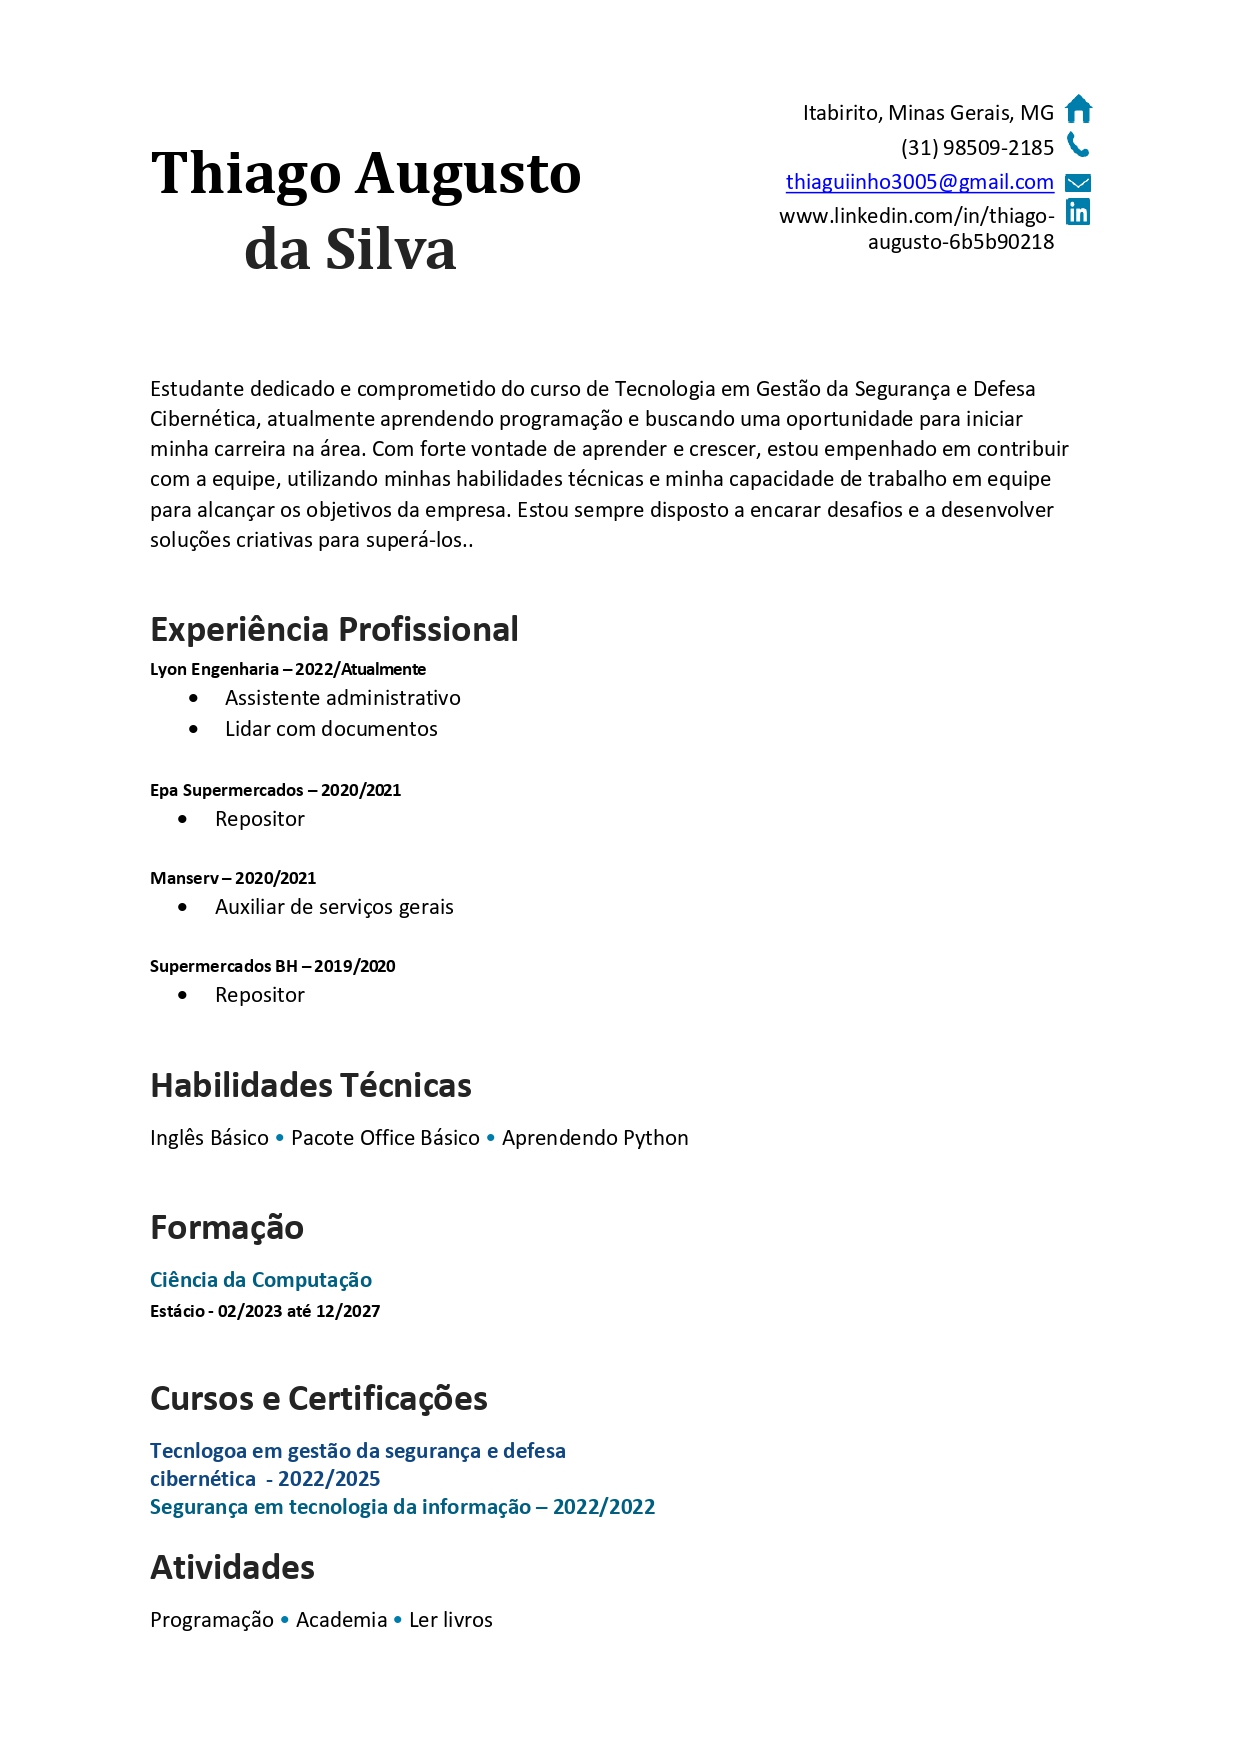 Thiago Augusto
da Silva
Itabirito, Minas Gerais, MG
(31) 98509-2185
thiaguiinho3005@gmail.com
www.linkedin.com/in/thiago-
augusto-6b5b90218
Estudante dedicado e comprometido do curso de Tecnologia em Gestão da Segurança e Defesa
Cibernética, atualmente aprendendo programação e buscando uma oportunidade para iniciar
minha carreira na área. Com forte vontade de aprender e crescer, estou empenhado em contribuir
com a equipe, utilizando minhas habilidades técnicas e minha capacidade de trabalho em equipe
para alcançar os objetivos da empresa. Estou sempre disposto a encarar desafios e a desenvolver
soluções criativas para superá-los..
Experiência Profissional
Lyon Engenharia – 2022/Atualmente
• Assistente administrativo
• Lidar com documentos
Epa Supermercados – 2020/2021
• Repositor
Manserv – 2020/2021
• Auxiliar de serviços gerais
Supermercados BH – 2019/2020
• Repositor
Habilidades Técnicas
Inglês Básico • Pacote Office Básico • Aprendendo Python
Formação
Ciência da Computação
Estácio - 02/2023 até 12/2027
Cursos e Certificações
Tecnlogoa em gestão da segurança e defesa
cibernética - 2022/2025
Segurança em tecnologia da informação – 2022/2022
Atividades
Programação • Academia • Ler livros